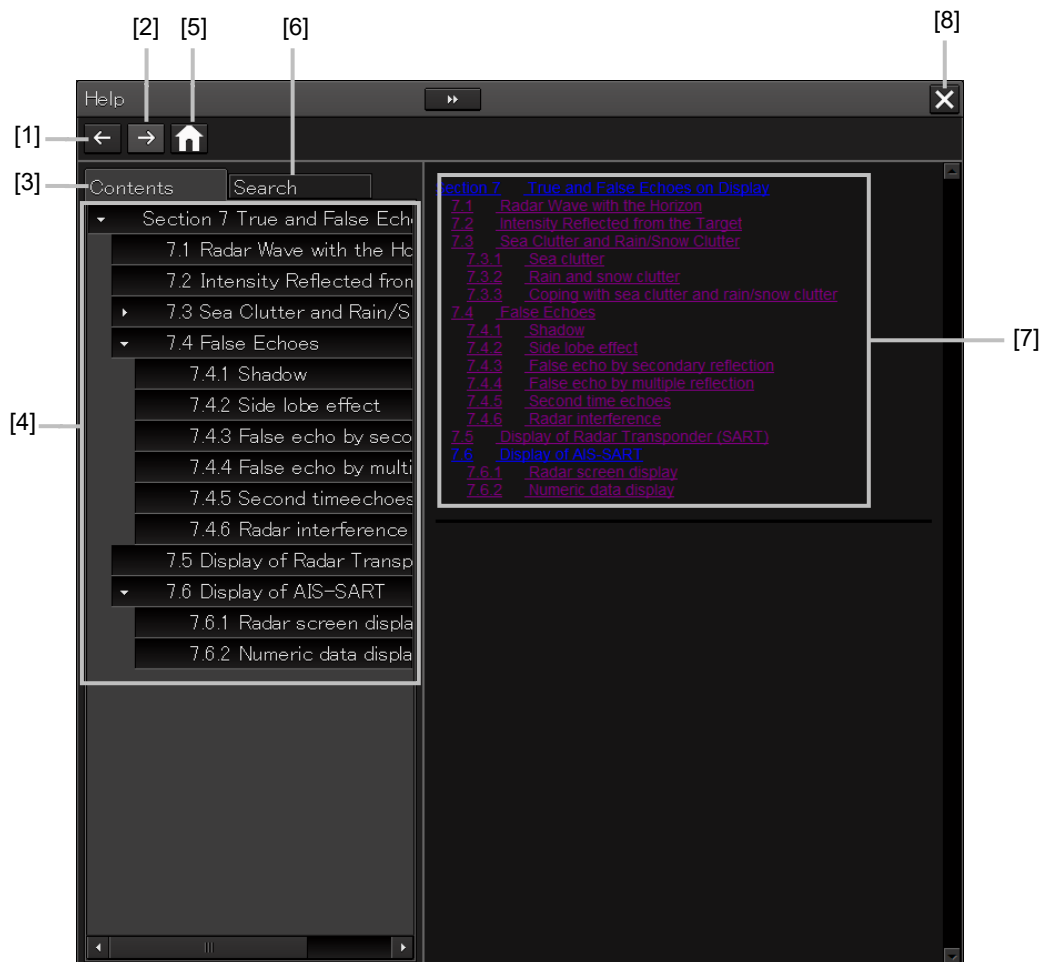 [2] [5] [6] [8]
Help
[1]
[3]
Contents Search
[4]
Section 7 True and False Ech
7.1 Radar Wave with the Ho
7.2 Intensity Reflected fron
7.3 Sea Clutter and Rain/S
7.4 False Echoes
7.4.1 Shadow
7.4.2 Side lobe effect
7.4.3 False echo by seco
7.4.4 False echo by multi
7.4.5 Second timeechoes
7.4.6 Radar interference
7.5 Display of Radar Transp
7.6 Display of AIS-SART
7.6.1 Radar screen displa
7.6.2 Numeric data displa
Section 7 True and False Echoes on Display
7.1 Radar Wave with the Horizon
7.2 Intensity Reflected from the Target
7.3 Sea Clutter and Rain/Snow Clutter
7.3.1 Sea clutter
7.3.2 Rain and snow clutter
7.3.3 Coping with sea clutter and rain/snow clutter
7.4 False Echoes
7.4.1 Shadow
7.4.2 Side lobe effect
7.4.3 False echo by secondary reflection
7.4.4 False echo by multiple reflection
7.4.5 Second time echoes
7.4.6 Radar interference
7.5 Display of Radar Transponder (SART)
7.6 Display of AIS-SART
7.6.1 Radar screen display
7.6.2 Numeric data display
[7]